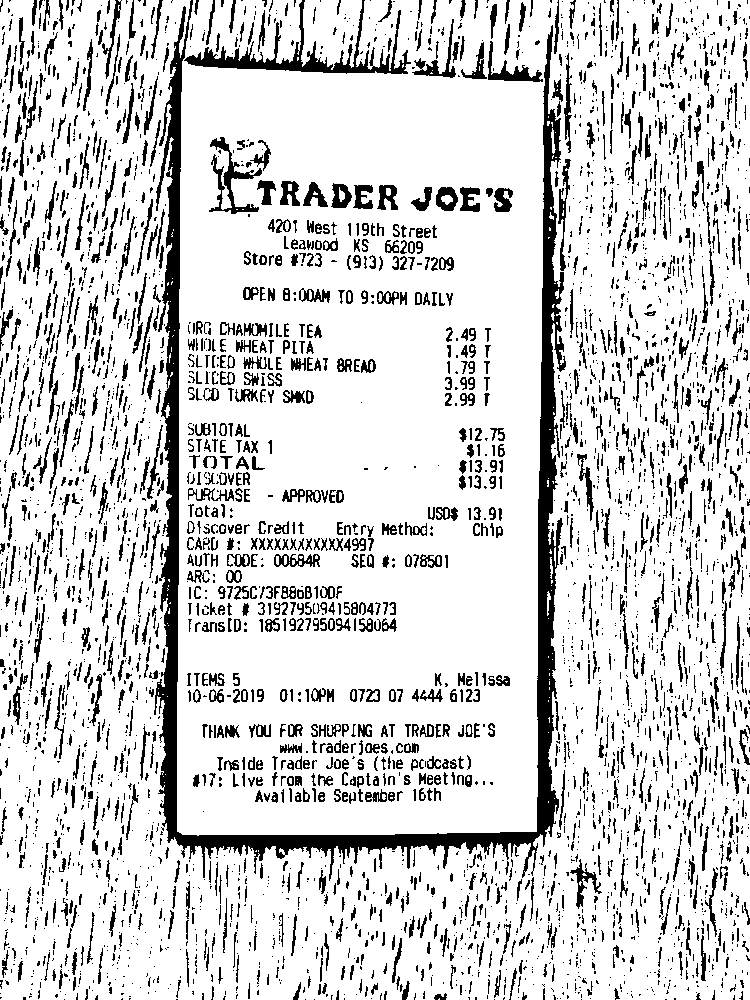 TRADER JOE'S
4201 West 119th Street
Leawood KS 66209
Store #723 - (913) 327-7209
OPEN 8:00AM TO 9:00PM DAILY
ORG CHAMOMILE TEA 2.49 T
WHOLE WHEAT PITA 1.49 T
SLICED WHOLE WHEAT BREAD 1.79 T
SLICED SWISS 3.99 T
SLCD TURKEY SMKD 2.99 T
SUBTOTAL $12.75
STATE TAX 1 $1.16
TOTAL $13.91
DISCOVER $13.91
PURCHASE - APPROVED
Total: USD$ 13.91
Discover Credit Entry Method: Chip
CARD #: XXXXXXXXXXXX4997
AUTH CODE: 00684R SEQ #: 078501
ARC: 00
TC: 9725C73FB86B100F
Ticket # 319279509415804773
TransID: 185192795094158064
ITEMS 5 K, Melissa
10-06-2019 01:10PM 0723 07 4444 6123
THANK YOU FOR SHOPPING AT TRADER JOE'S
www.traderjoes.com
Inside Trader Joe's (the podcast)
#17: Live from the Captain's Meeting...
Available September 16th